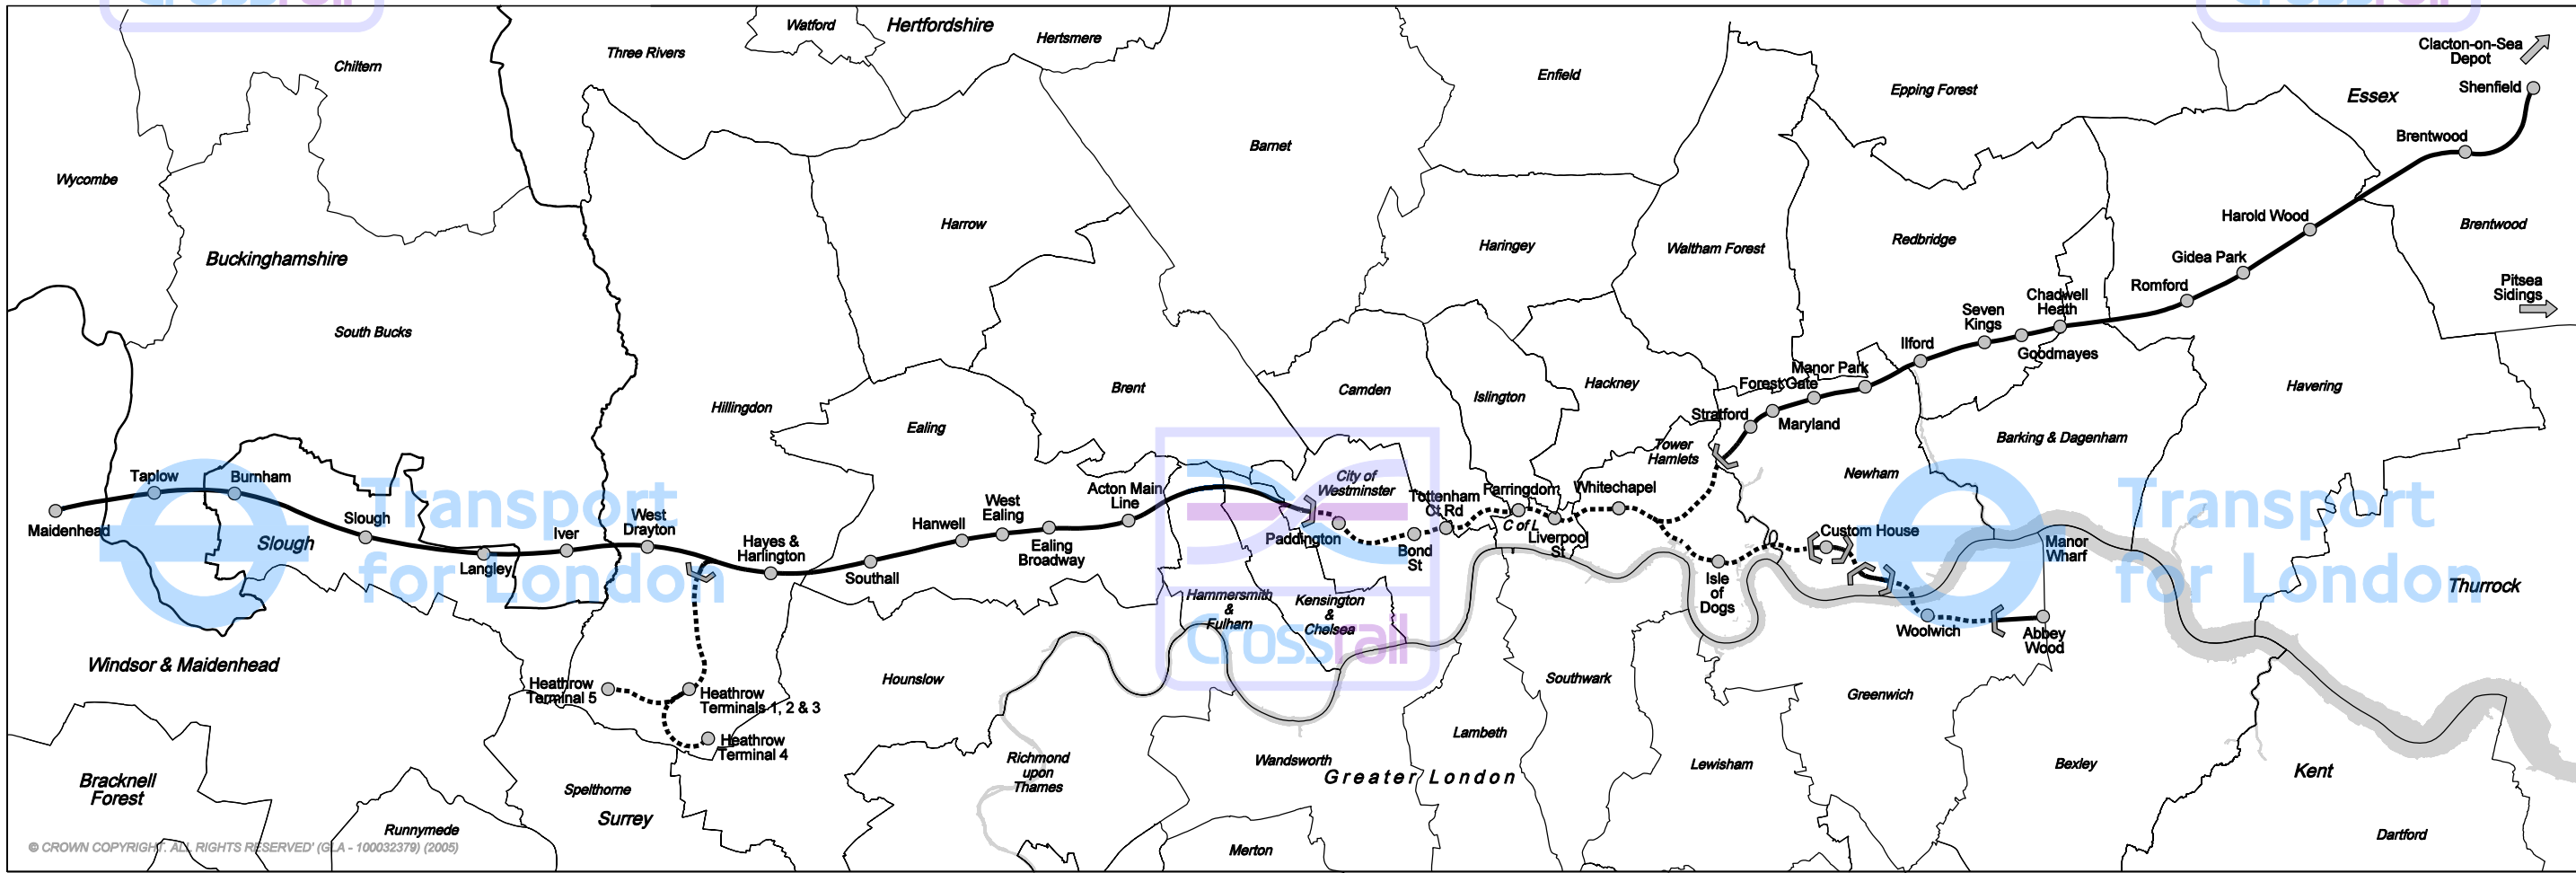 Crossrail
Crossrail
Watford
Hertfordshire
Three Rivers
Hertsmere
Chiltern
Enfield
Epping Forest
Clacton-on-Sea
Depot
Shenfield
Essex
Brentwood
Barnet
Wycombe
Harrow
Haringey
Waltham Forest
Redbridge
Harold Wood
Brentwood
Buckinghamshire
Gidea Park
Romford
Pitsea
Sidings
Chadwell
Heath
Seven
Kings
Goodmayes
Ilford
South Bucks
Manor Park
Forest Gate
Hackney
Brent
Camden
Islington
Havering
Hillingdon
Ealing
Stratford
Maryland
Barking & Dagenham
Tower
Hamlets
Newham
Taplow
Burnham
Transport
for London
City of
Westminster
Tottenham
Ct Rd
Farringdon
Whitechapel
Acton Main
Line
West
Ealing
Hanwell
Maidenhead
Slough
Slough
Iver
West
Drayton
Langley
Hayes &
Harlington
Southall
Ealing
Broadway
Paddington
Bond
St
C of L
Liverpool
St
Custom House
Manor
Wharf
Transport
for London
Isle
of
Dogs
Thurrock
Hammersmith
&
Fulham
Kensington
&
Chelsea
Crossrail
Woolwich
Abbey
Wood
Windsor & Maidenhead
Heathrow
Terminal 5
Heathrow
Terminals 1, 2 & 3
Heathrow
Terminal 4
Hounslow
Southwark
Greenwich
Lambeth
Richmond
upon
Thames
Wandsworth
Greater London
Lewisham
Bexley
Kent
Bracknell
Forest
Spelthorne
Surrey
Runnymede
Dartford
Merton
© CROWN COPYRIGHT. ALL RIGHTS RESERVED' (GLA - 100032379) (2005)